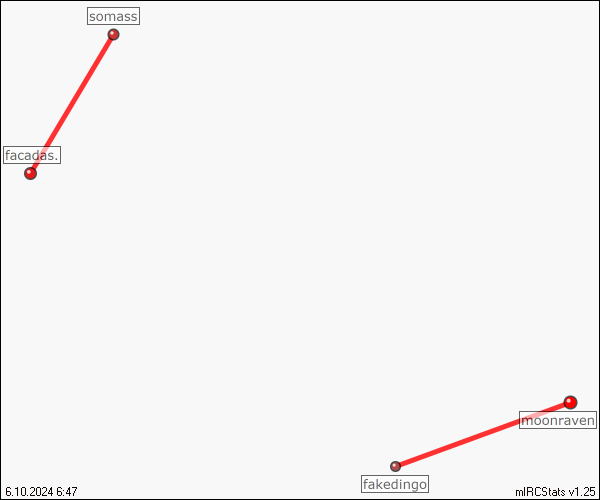 somass
facadas.
moonraven
fakedingo
6.10.2024 6:47
mIRCStats v1.25